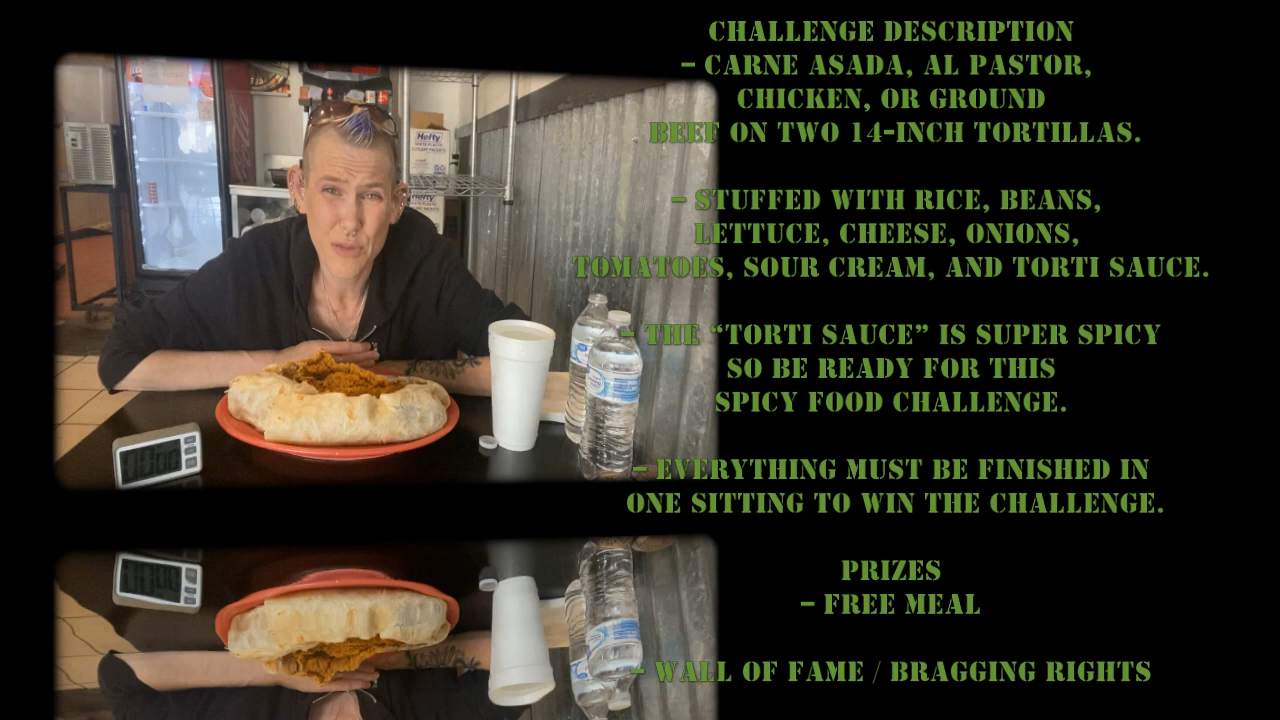 CHALLENGE DESCRIPTION
– CARNE ASADA, AL PASTOR,
CHICKEN, OR GROUND
BEEF ON TWO 14-INCH TORTILLAS.
– STUFFED WITH RICE, BEANS,
LETTUCE, CHEESE, ONIONS,
TOMATOES, SOUR CREAM, AND TORTI SAUCE.
– THE “TORTI SAUCE” IS SUPER SPICY
SO BE READY FOR THIS
SPICY FOOD CHALLENGE.
– EVERYTHING MUST BE FINISHED IN
ONE SITTING TO WIN THE CHALLENGE.
PRIZES
– FREE MEAL
– WALL OF FAME / BRAGGING RIGHTS
Hefty
Hefty